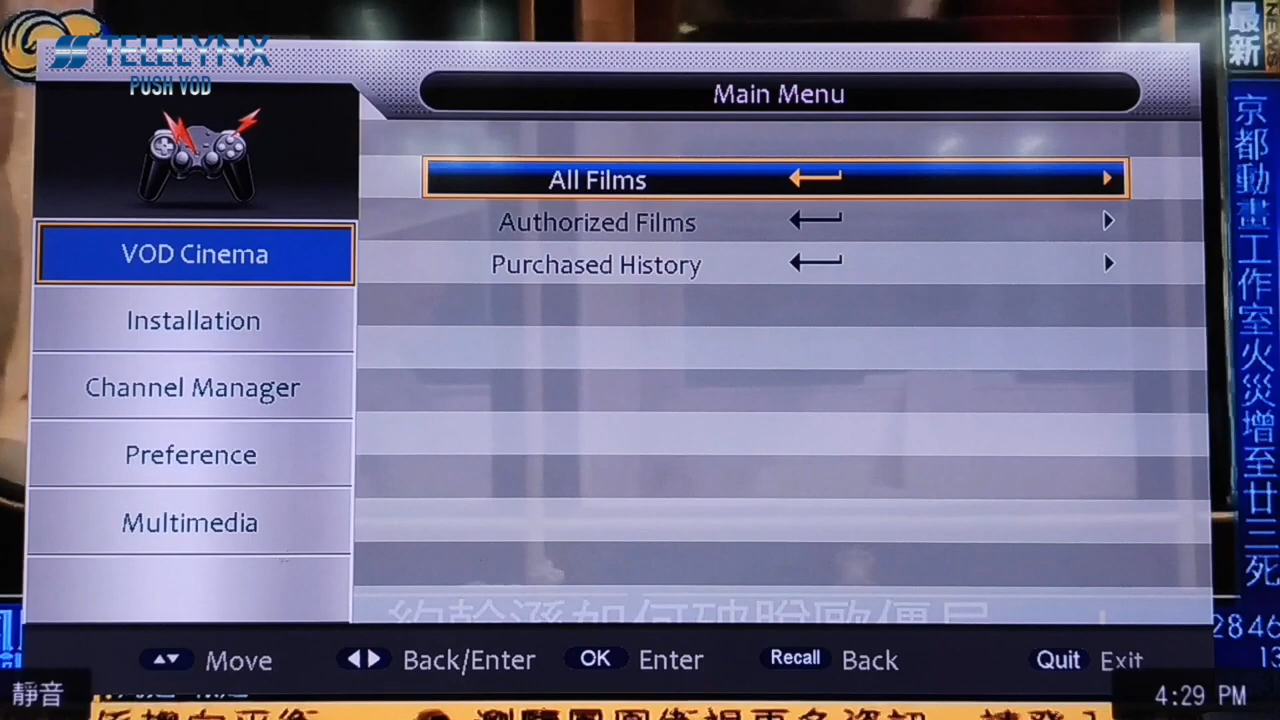 TELELYNX
PUSH VOD
Main Menu
All Films
Authorized Films
Purchased History
VOD Cinema
Installation
Channel Manager
Preference
Multimedia
Move
Back/Enter
OK Enter
Recall Back
Quit Exit
靜音
4:29 PM
最新
NEWS
京都動畫工作室火災增至廿三死